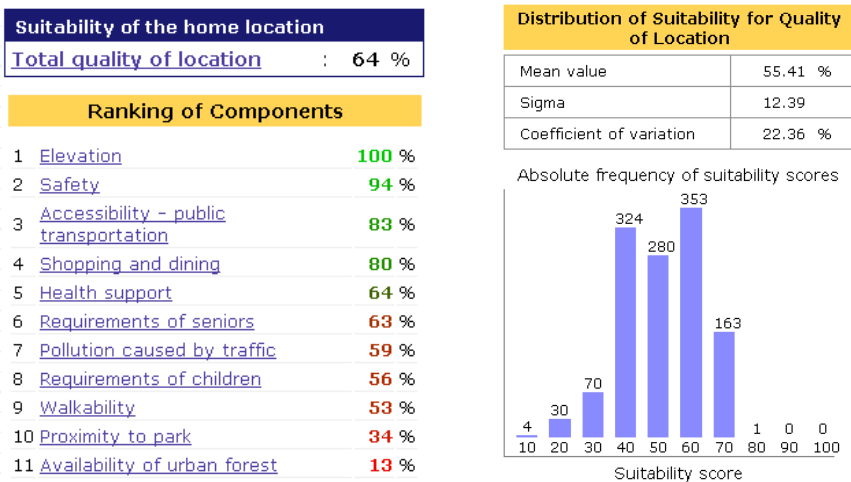 Suitability of the home location
Total quality of location : 64 %
Ranking of Components
1 Elevation 100 %
2 Safety 94 %
3 Accessibility - public transportation 83 %
4 Shopping and dining 80 %
5 Health support 64 %
6 Requirements of seniors 63 %
7 Pollution caused by traffic 59 %
8 Requirements of children 56 %
9 Walkability 53 %
10 Proximity to park 34 %
11 Availability of urban forest 13 %
Distribution of Suitability for Quality
of Location
Mean value 55.41 %
Sigma 12.39
Coefficient of variation 22.36 %
Absolute frequency of suitability scores
4 30 70 324 280 353 163 1 0 0
10 20 30 40 50 60 70 80 90 100
Suitability score